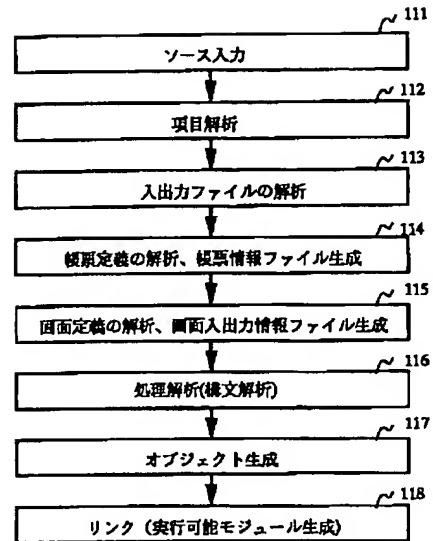 111
ソース入力
112
項目解析
113
入出力ファイルの解析
114
帳票定義の解析、帳票情報ファイル生成
115
画面定義の解析、画面入出力情報ファイル生成
116
処理解析(構文解析)
117
オブジェクト生成
118
リンク（実行可能モジュール生成)